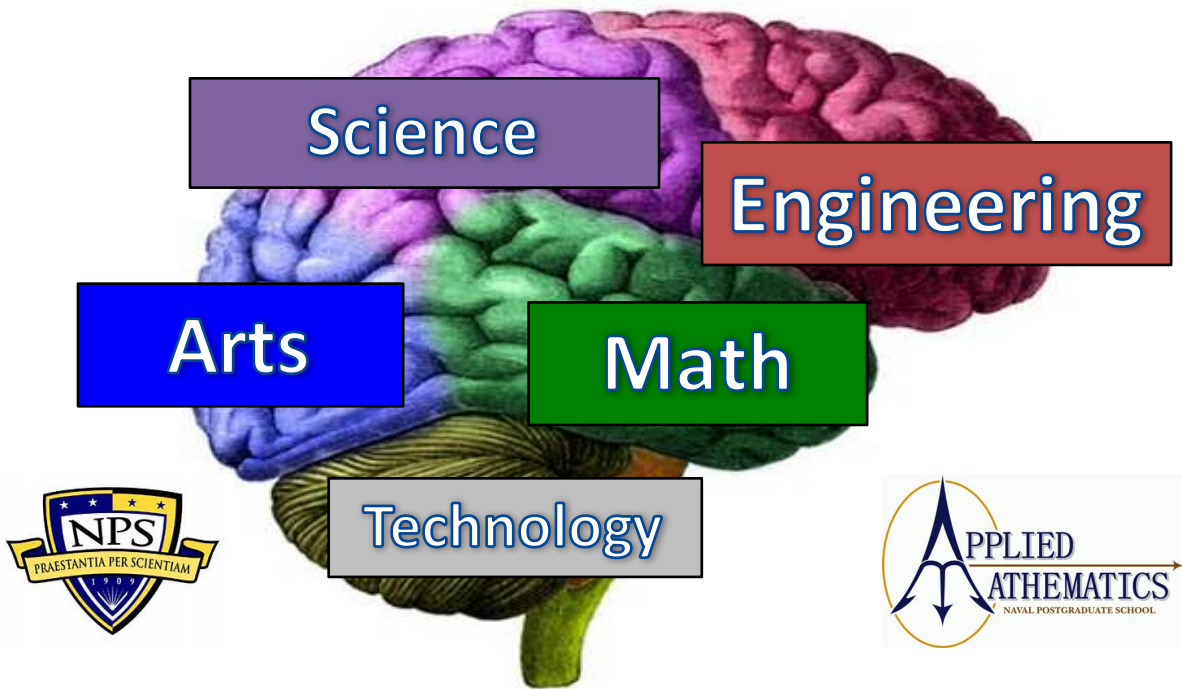 Science
Engineering
Arts
Math
Technology
NPS
PRAESTANTIA PER SCIENTIAM
1909
APPLIED
MATHEMATICS
NAVAL POSTGRADUATE SCHOOL